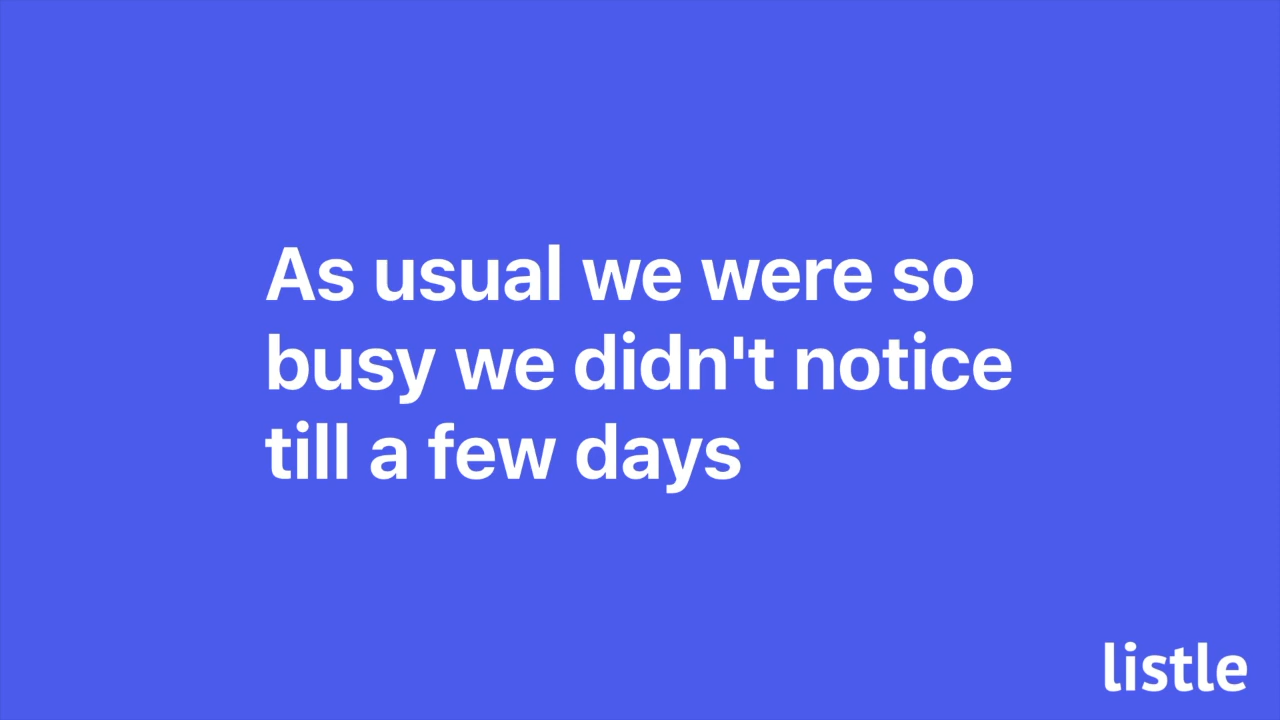 As usual we were so
busy we didn't notice
till a few days
listle